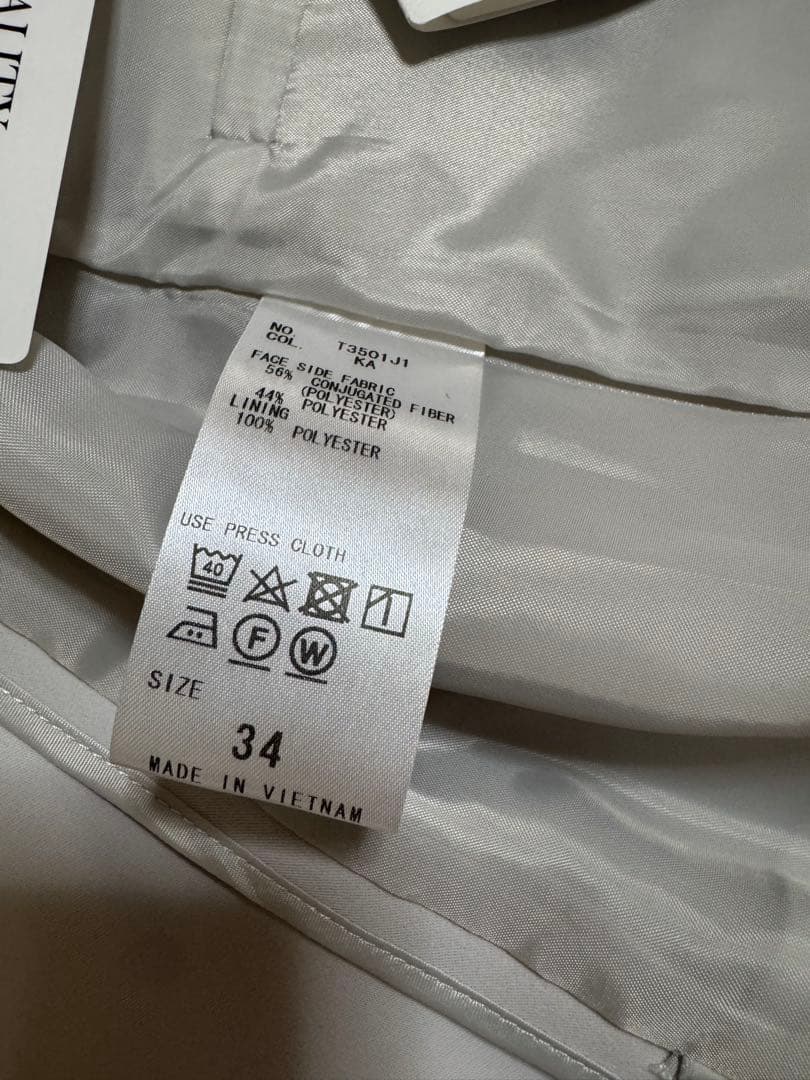 ALITY
NO. T3501J1
COL. KA
FACE SIDE FABRIC
56% CONJUGATED FIBER
(POLYESTER)
44% POLYESTER
LINING
100% POLYESTER
USE PRESS CLOTH
40
F W
SIZE
34
MADE IN VIETNAM